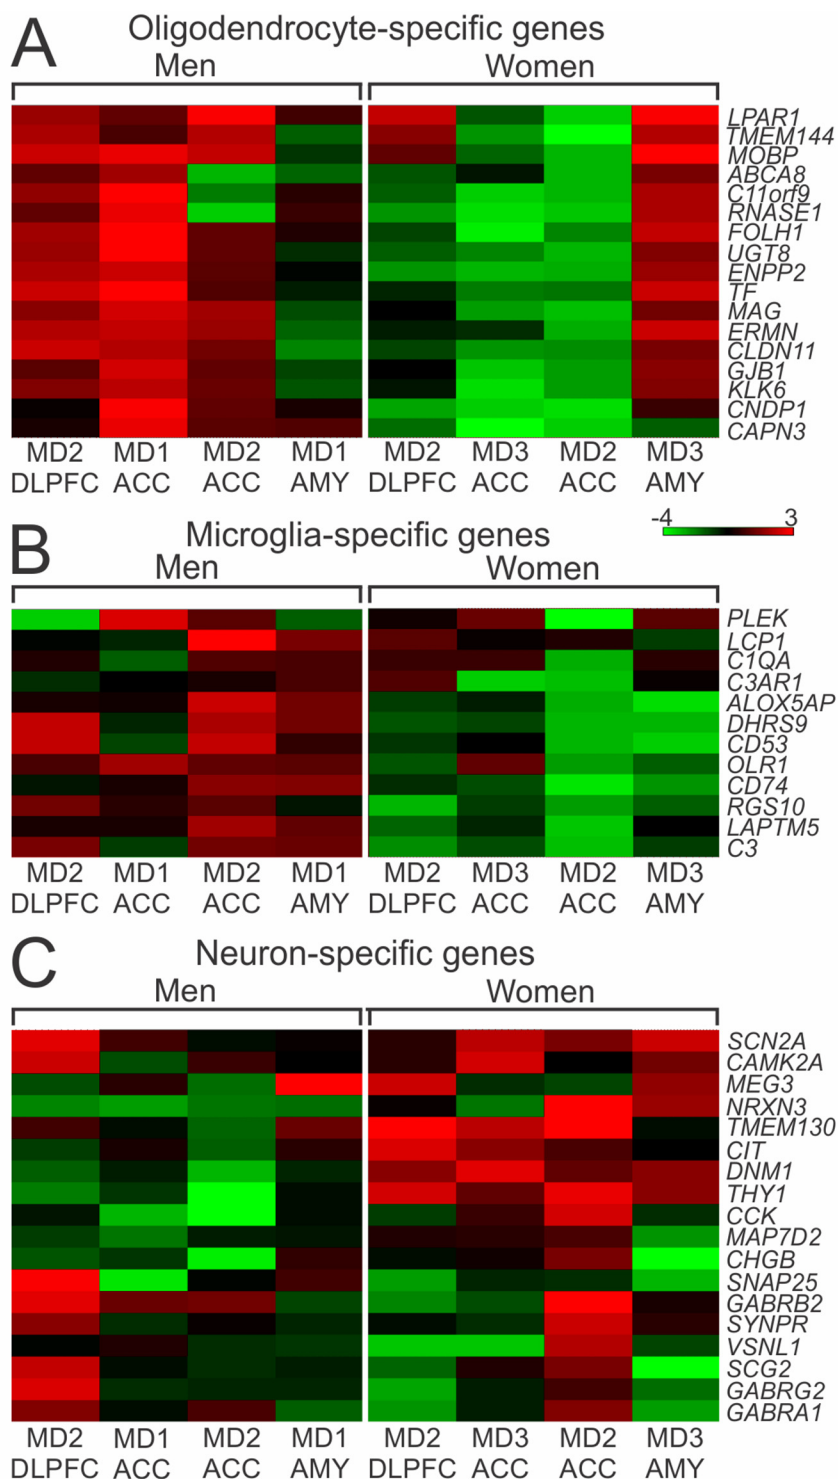 A
Oligodendrocyte-specific genes
Men
Women
LPAR1
TMEM144
MOBP
ABCA8
C11orf9
RNASE1
FOLH1
UGT8
ENPP2
TF
MAG
ERMN
CLDN11
GJB1
KLK6
CNDP1
CAPN3
MD2 MD1 MD2 MD1 MD2 MD3 MD2 MD3
DLPFC ACC ACC AMY DLPFC ACC ACC AMY
-4 3
B
Microglia-specific genes
Men
Women
PLEK
LCP1
C1QA
C3AR1
ALOX5AP
DHRS9
CD53
OLR1
CD74
RGS10
LAPTM5
C3
MD2 MD1 MD2 MD1 MD2 MD3 MD2 MD3
DLPFC ACC ACC AMY DLPFC ACC ACC AMY
C
Neuron-specific genes
Men
Women
SCN2A
CAMK2A
MEG3
NRXN3
TMEM130
CIT
DNM1
THY1
CCK
MAP7D2
CHGB
SNAP25
GABRB2
SYNPR
VSNL1
SCG2
GABRG2
GABRA1
MD2 MD1 MD2 MD1 MD2 MD3 MD2 MD3
DLPFC ACC ACC AMY DLPFC ACC ACC AMY